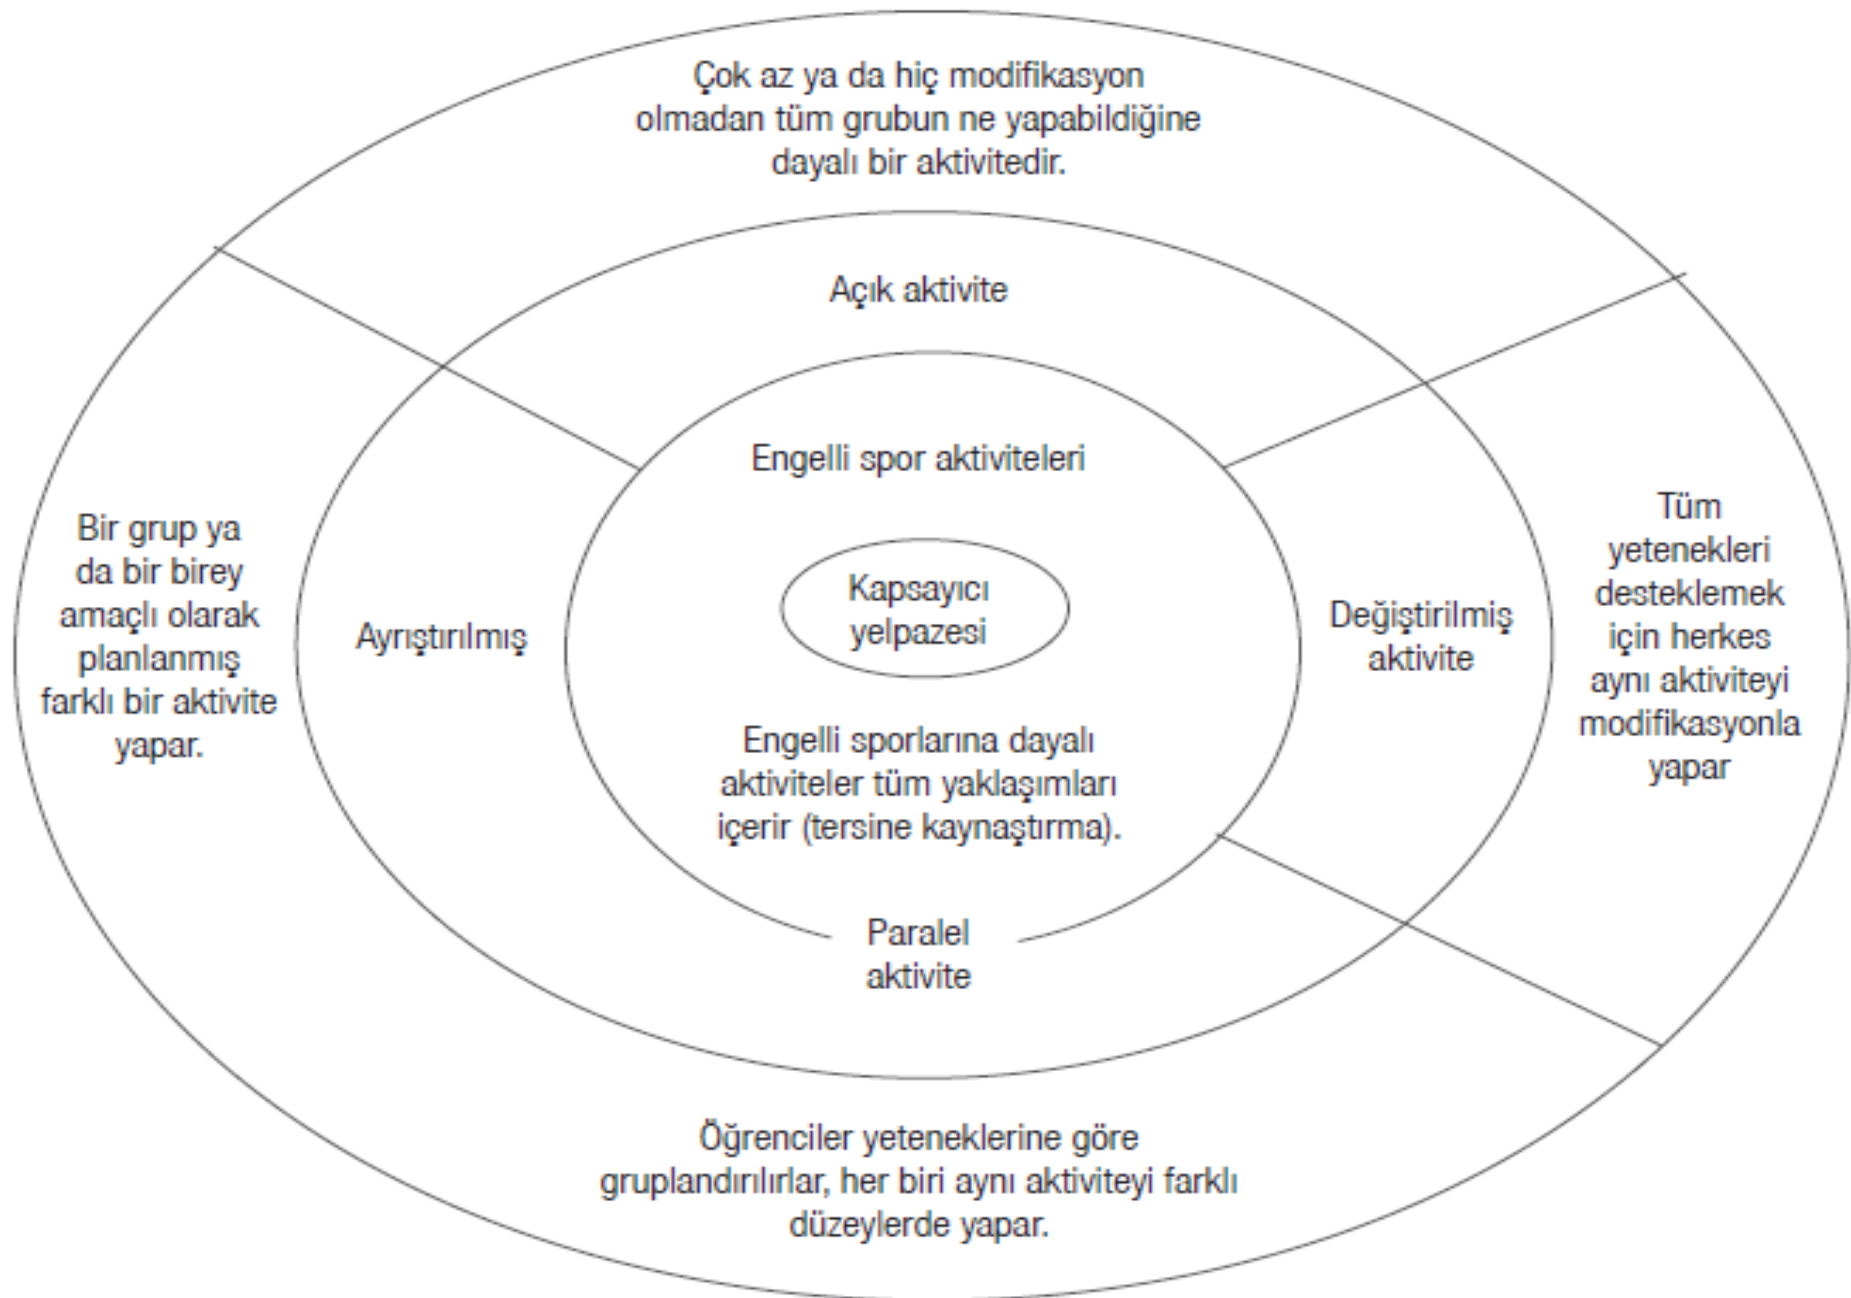 Çok az ya da hiç modifikasyon
olmadan tüm grubun ne yapabildiğine
dayalı bir aktivitedir.
Açık aktivite
Engelli spor aktiviteleri
Kapsayıcı
yelpazesi
Engelli sporlarına dayalı
aktiviteler tüm yaklaşımları
içerir (tersine kaynaştırma).
Bir grup ya
da bir birey
amaçlı olarak
planlanmış
farklı bir aktivite
yapar.
Ayrıştırılmış
Değiştirilmiş
aktivite
Tüm
yetenekleri
desteklemek
için herkes
aynı aktiviteyi
modifikasyonla
yapar
Paralel
aktivite
Öğrenciler yeteneklerine göre
gruplandırılırlar, her biri aynı aktiviteyi farklı
düzeylerde yapar.